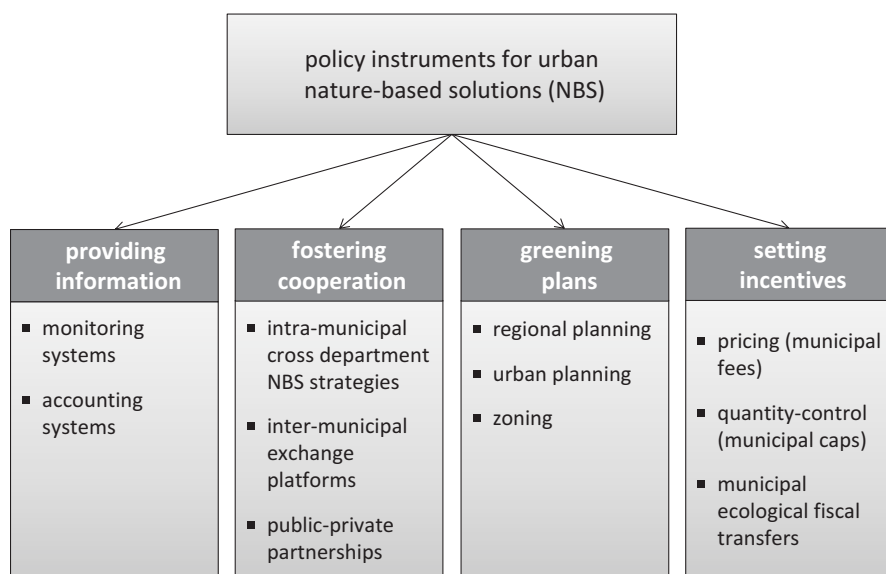 policy instruments for urban
nature-based solutions (NBS)
providing
information
▪ monitoring
systems
▪ accounting
systems
fostering
cooperation
▪ intra-municipal
cross department
NBS strategies
▪ inter-municipal
exchange
platforms
▪ public-private
partnerships
greening
plans
▪ regional planning
▪ urban planning
▪ zoning
setting
incentives
▪ pricing (municipal
fees)
▪ quantity-control
(municipal caps)
▪ municipal
ecological fiscal
transfers